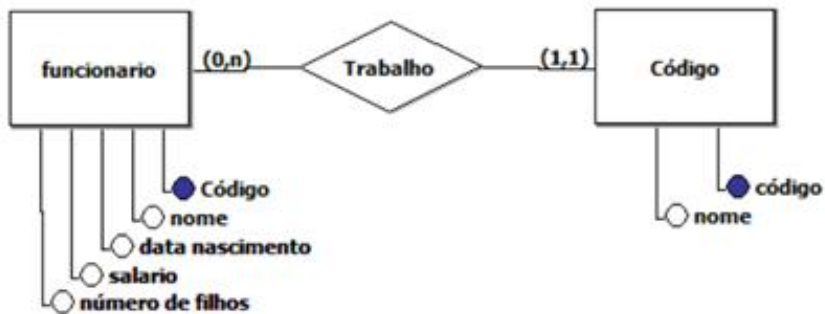 funcionario
(0,n)
Trabalho
(1,1)
Código
Código
nome
data nascimento
salario
número de filhos
código
nome